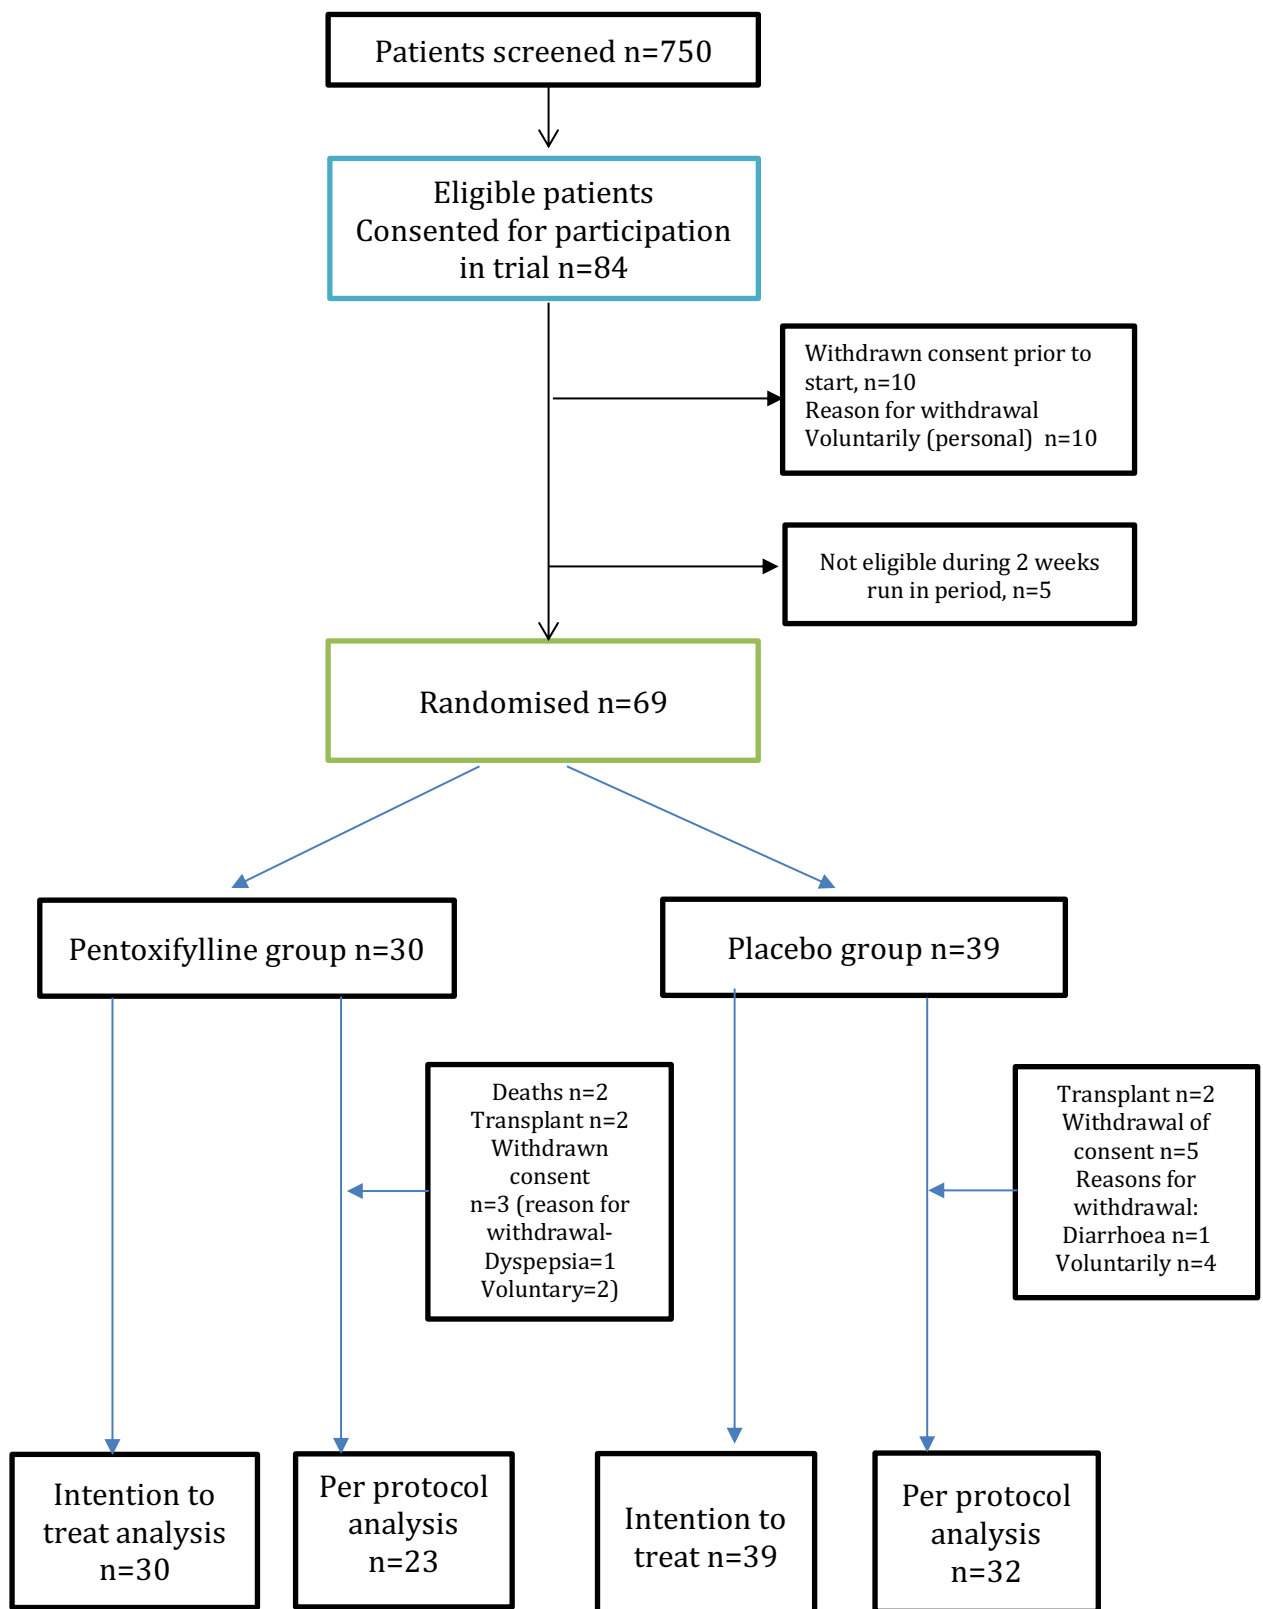 Patients screened n=750
Eligible patients
Consented for participation
in trial n=84
Withdrawn consent prior to
start, n=10
Reason for withdrawal
Voluntarily (personal)  n=10
Not eligible during 2 weeks
run in period, n=5
Randomised n=69
Pentoxifylline group n=30
Placebo group n=39
Deaths n=2
Transplant n=2
Withdrawn
consent
n=3 (reason for
withdrawal-
Dyspepsia=1
Voluntary=2)
Transplant n=2
Withdrawal of
consent n=5
Reasons for
withdrawal:
Diarrhoea n=1
Voluntarily n=4
Intention to
treat analysis
n=30
Per protocol
analysis
n=23
Intention to
treat n=39
Per protocol
analysis
n=32